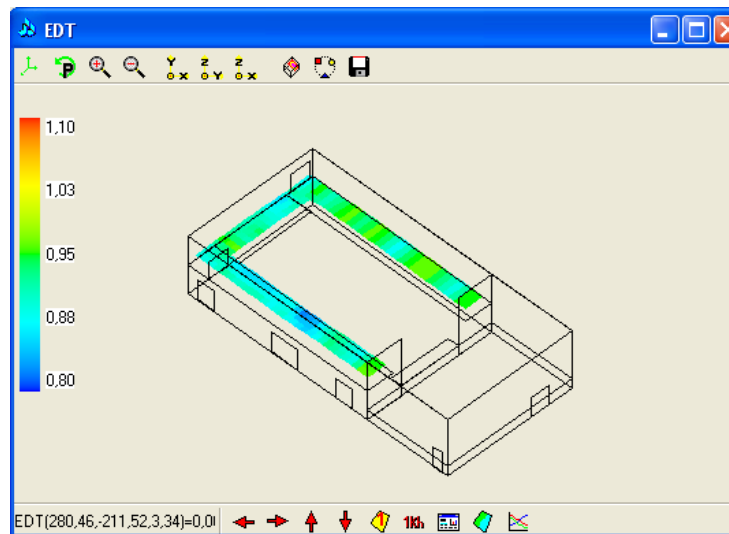 EDT
P
Y Z Z
X Y X
1,10
1,03
0,95
0,88
0,80
EDT(280,46,-211,52,3,34)=0,0
1Kh